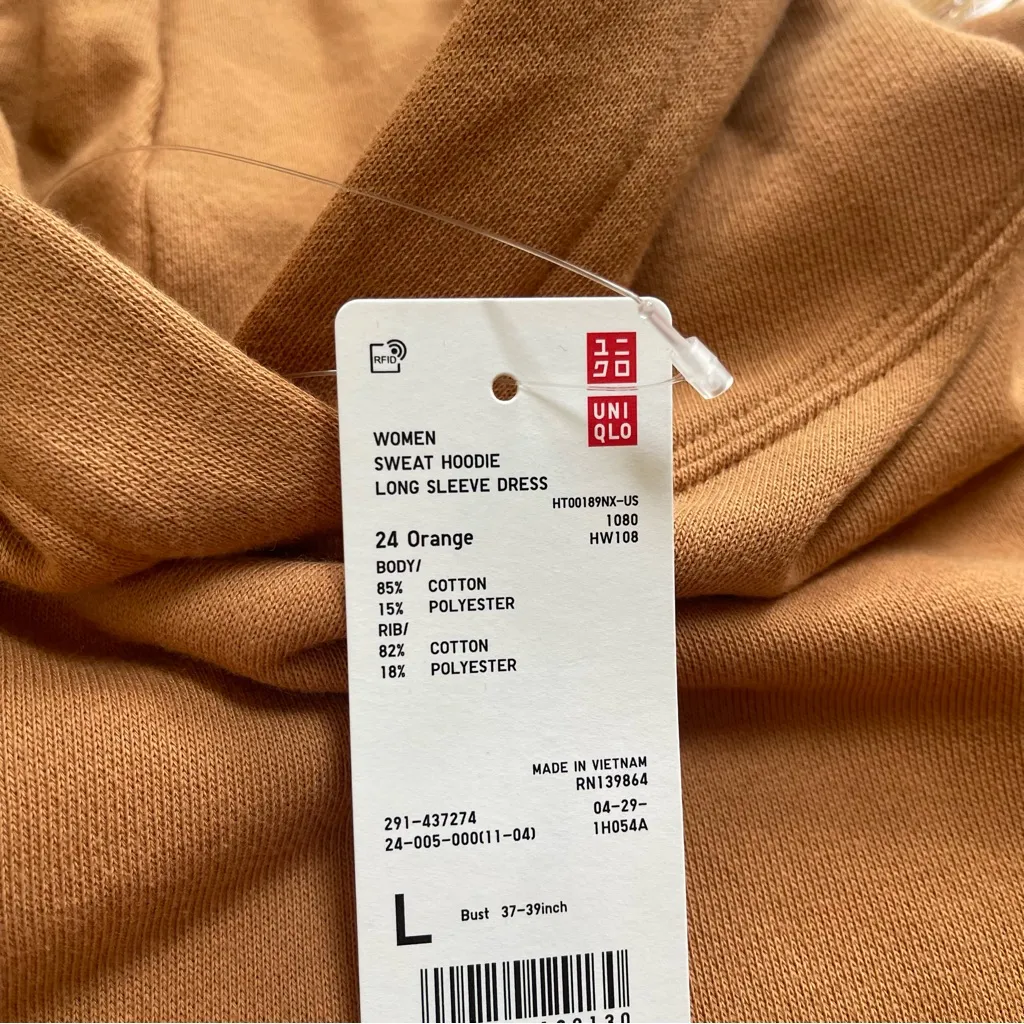 RFID
ユニ
クロ
UNI
QLO
WOMEN
SWEAT HOODIE
LONG SLEEVE DRESS
HT00189NX-US
1080
HW108
24 Orange
BODY/
85% COTTON
15% POLYESTER
RIB/
82% COTTON
18% POLYESTER
MADE IN VIETNAM
RN139864
04-29-
1H054A
291-437274
24-005-000(11-04)
L Bust 37-39inch